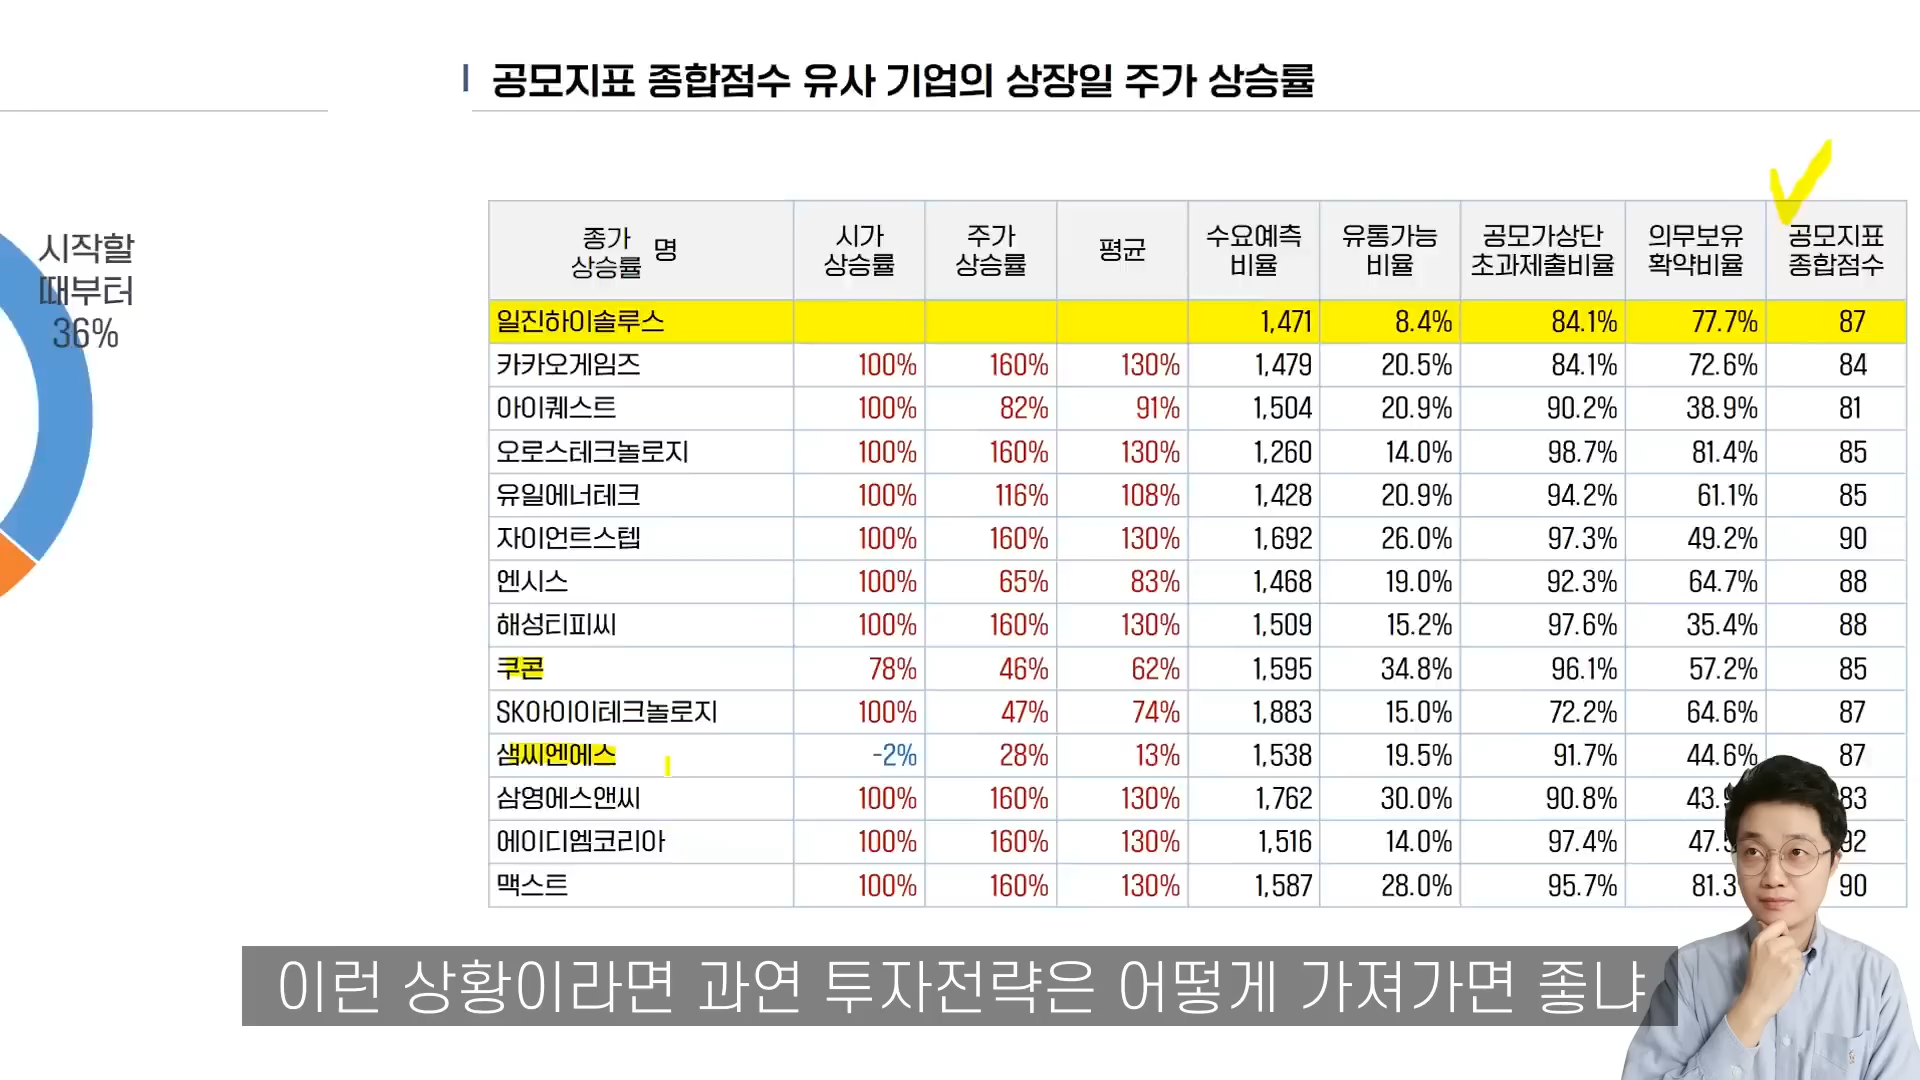 공모지표 종합점수 유사 기업의 상장일 주가 상승률
시작할
때부터
36%
종가
상승률 명
시가
상승률
주가
상승률
평균
수요예측
비율
유통가능
비율
공모가상단
초과제출비율
의무보유
확약비율
공모지표
종합점수
일진하이솔루스 1,471 8.4% 84.1% 77.7% 87
카카오게임즈 100% 160% 130% 1,479 20.5% 84.1% 72.6% 84
아이퀘스트 100% 82% 91% 1,504 20.9% 90.2% 38.9% 81
오로스테크놀로지 100% 160% 130% 1,260 14.0% 98.7% 81.4% 85
유일에너테크 100% 116% 108% 1,428 20.9% 94.2% 61.1% 85
자이언트스텝 100% 160% 130% 1,692 26.0% 97.3% 49.2% 90
엔시스 100% 65% 83% 1,468 19.0% 92.3% 64.7% 88
해성티피씨 100% 160% 130% 1,509 15.2% 97.6% 35.4% 88
쿠콘 78% 46% 62% 1,595 34.8% 96.1% 57.2% 85
SK아이이테크놀로지 100% 47% 74% 1,883 15.0% 72.2% 64.6% 87
샘씨엔에스 -2% 28% 13% 1,538 19.5% 91.7% 44.6% 87
삼영에스앤씨 100% 160% 130% 1,762 30.0% 90.8% 43. 83
에이디엠코리아 100% 160% 130% 1,516 14.0% 97.4% 47. 92
맥스트 100% 160% 130% 1,587 28.0% 95.7% 81.3 90
이런 상황이라면 과연 투자전략은 어떻게 가져가면 좋냐